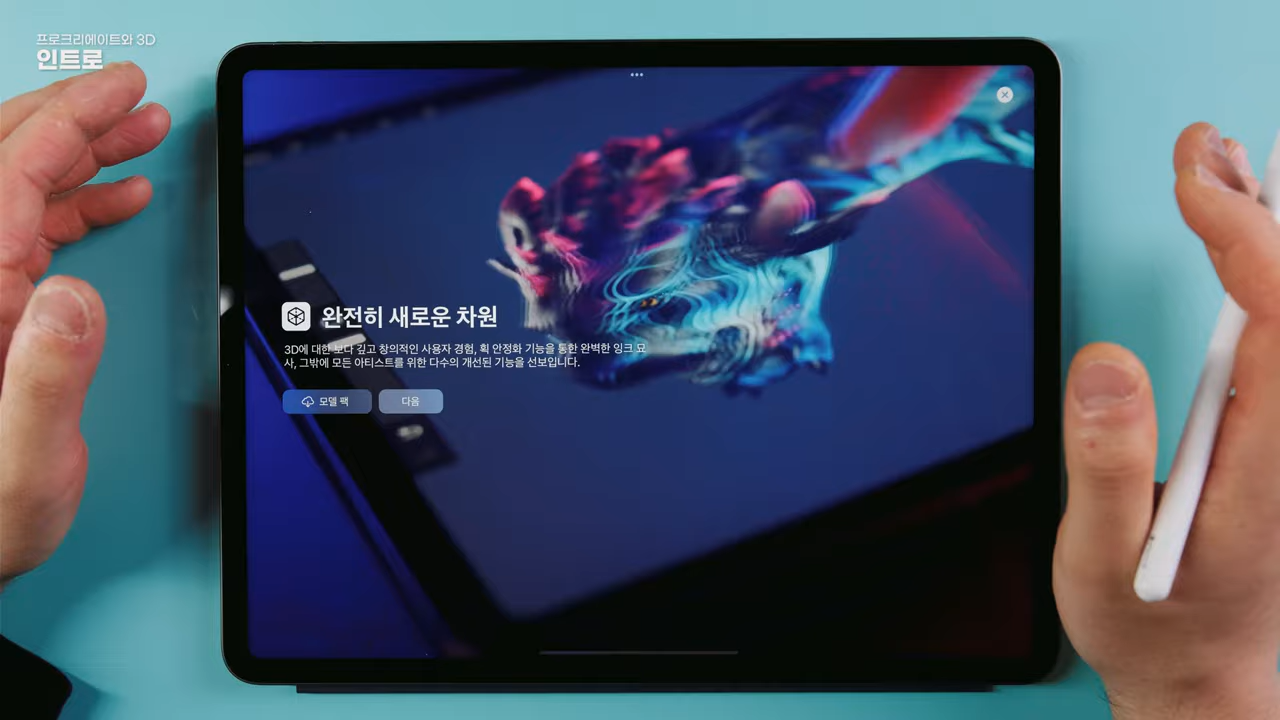 프로크리에이트와 3D
인트로
완전히 새로운 차원
3D에 대한 보다 깊고 창의적인 사용자 경험, 획 안정화 기능을 통한 완벽한 잉크 묘
사, 그밖에 모든 아티스트를 위한 다수의 개선된 기능을 선보입니다.
모델 팩
다음